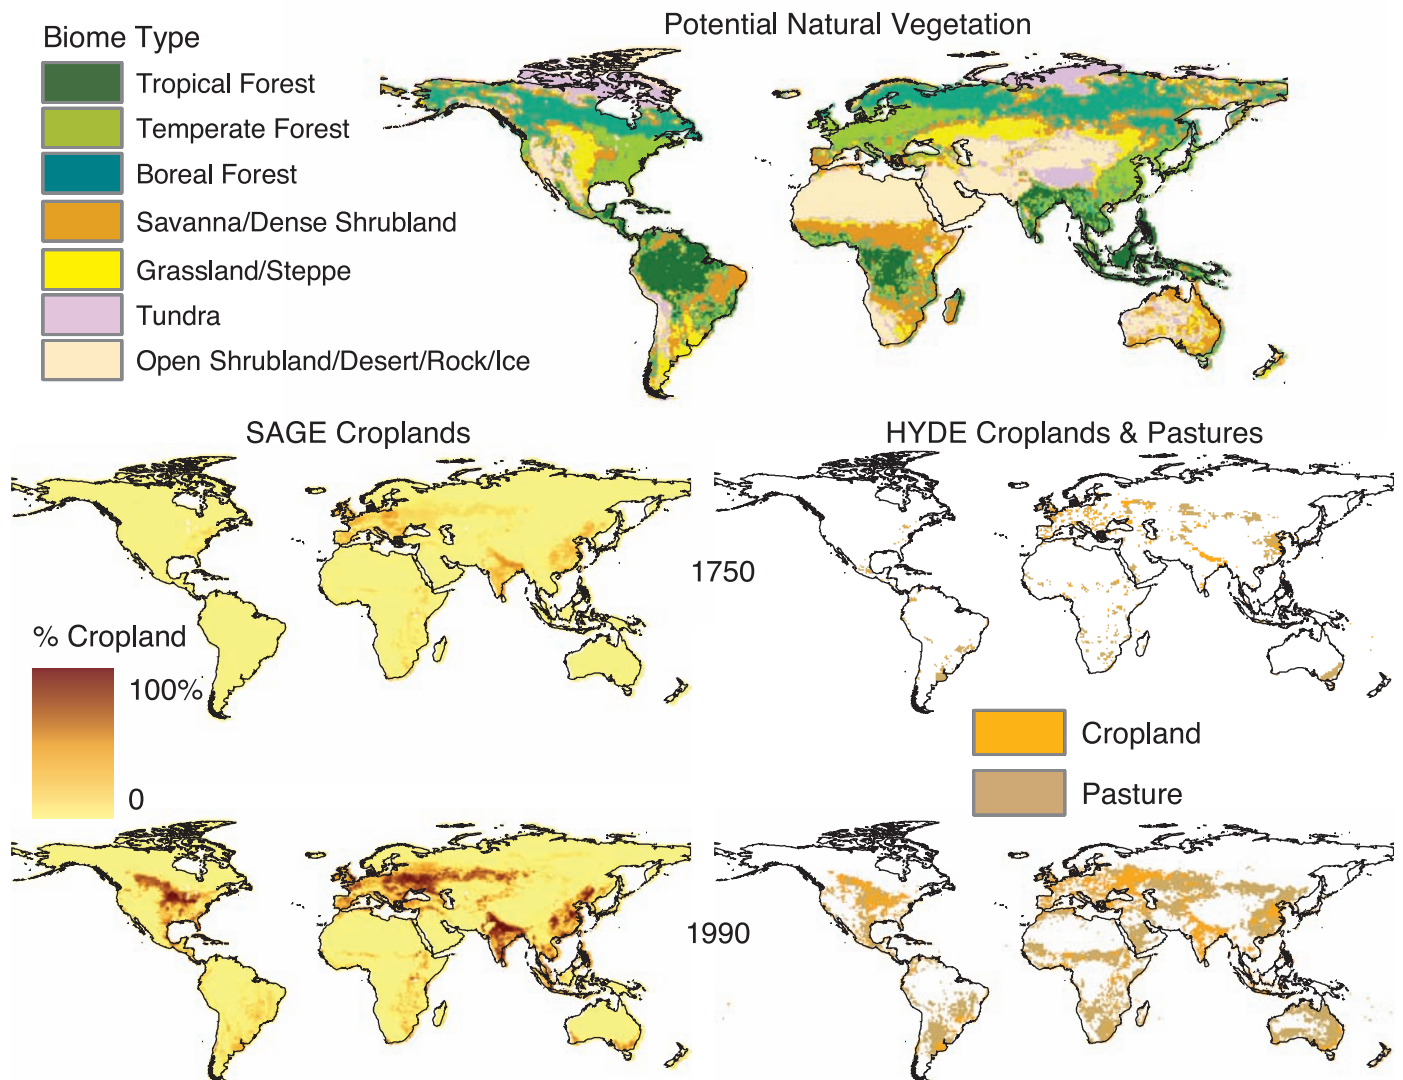 Potential Natural Vegetation
Biome Type
Tropical Forest
Temperate Forest
Boreal Forest
Savanna/Dense Shrubland
Grassland/Steppe
Tundra
Open Shrubland/Desert/Rock/Ice
SAGE Croplands
HYDE Croplands & Pastures
1750
% Cropland
100%
0
Cropland
Pasture
1990